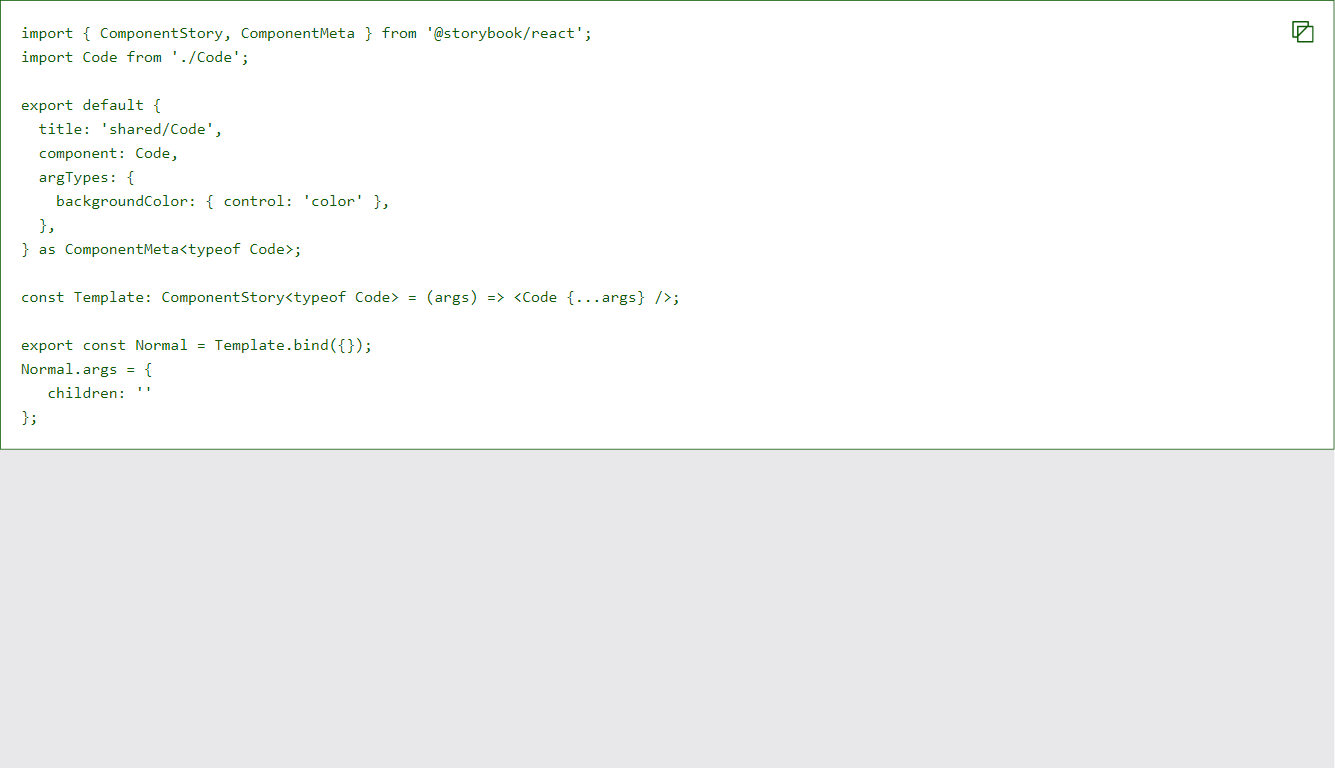 import { ComponentStory, ComponentMeta } from '@storybook/react';
import Code from './Code';

export default {
  title: 'shared/Code',
  component: Code,
  argTypes: {
    backgroundColor: { control: 'color' },
  },
} as ComponentMeta<typeof Code>;

const Template: ComponentStory<typeof Code> = (args) => <Code {...args} />;

export const Normal = Template.bind({});
Normal.args = {
   children: ''
};